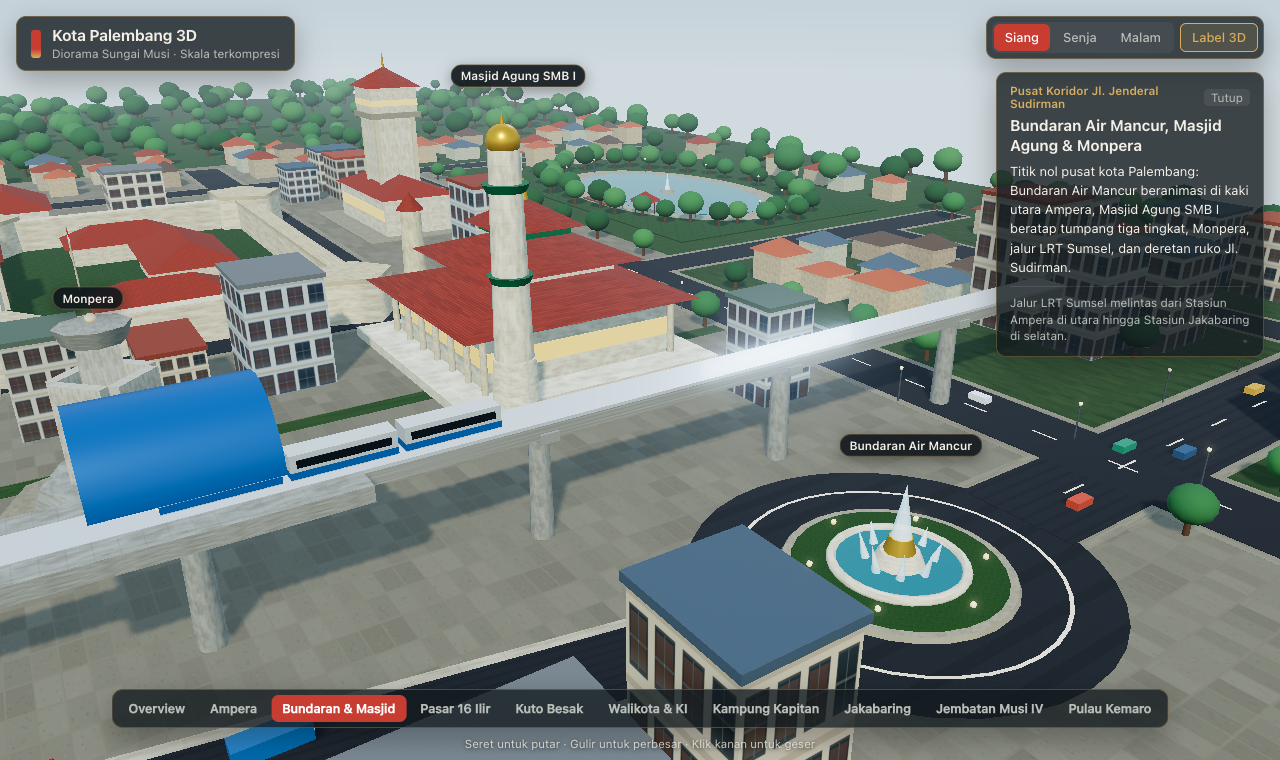 Kota Palembang 3D
Diorama Sungai Musi · Skala terkompresi
Siang
Senja
Malam
Label 3D
Masjid Agung SMB I
Pusat Koridor Jl. Jenderal
Sudirman
Tutup
Bundaran Air Mancur, Masjid
Agung & Monpera
Titik nol pusat kota Palembang:
Bundaran Air Mancur beranimasi di kaki
utara Ampera, Masjid Agung SMB I
beratap tumpang tiga tingkat, Monpera,
jalur LRT Sumsel, dan deretan ruko Jl.
Sudirman.
Jalur LRT Sumsel melintas dari Stasiun
Ampera di utara hingga Stasiun Jakabaring
di selatan.
Monpera
Bundaran Air Mancur
Overview
Ampera
Bundaran & Masjid
Pasar 16 Ilir
Kuto Besak
Walikota & KI
Kampung Kapitan
Jakabaring
Jembatan Musi IV
Pulau Kemaro
Seret untuk putar · Gulir untuk perbesar · Klik kanan untuk geser